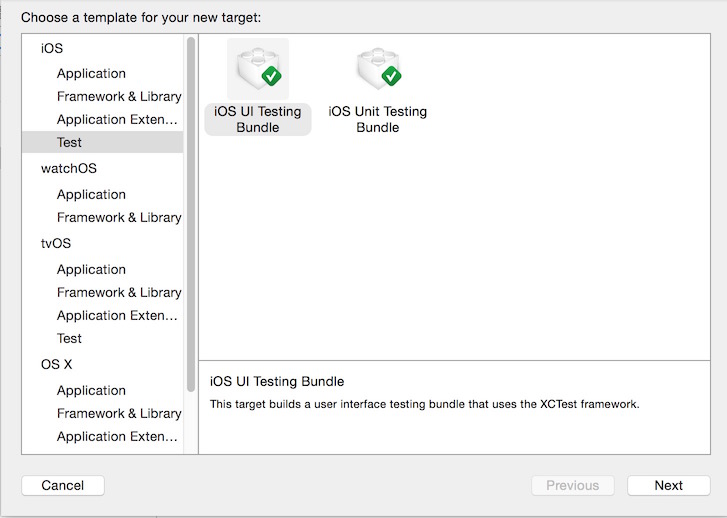 Choose a template for your new target:
iOS
Application
Framework & Library
Application Exten...
Test
watchOS
Application
Framework & Library
tvOS
Application
Framework & Library
Application Exten...
Test
OS X
Application
Framework & Library
Application Exten...
iOS UI Testing
Bundle
iOS Unit Testing
Bundle
iOS UI Testing Bundle
This target builds a user interface testing bundle that uses the XCTest framework.
Cancel
Previous
Next